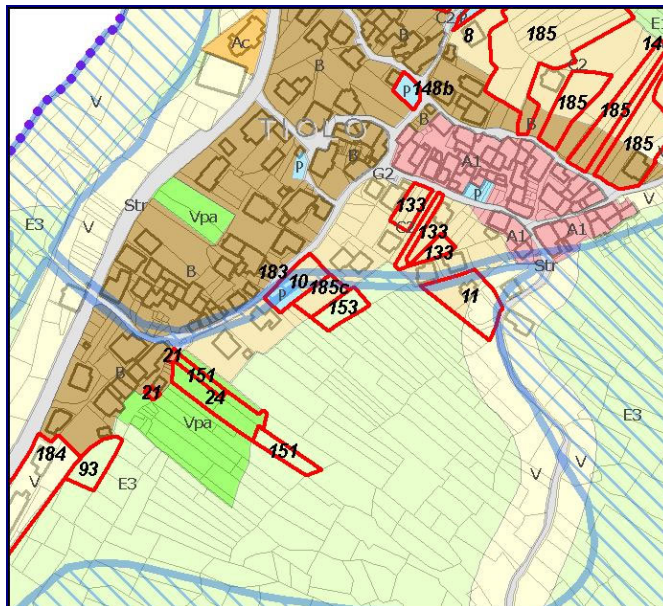 C2 P E
8 185 14
Ac B C2
B V
148b 185
P
TIOLO B 185 185
B P B A1 185
G2 V
Str Vpa 133 P
E3 V C2 133 A1 A1
133 Str
B 183 10
P 185c 11
153
21
B 151
21 24
Vpa E3
184 151 V V
93
V E3